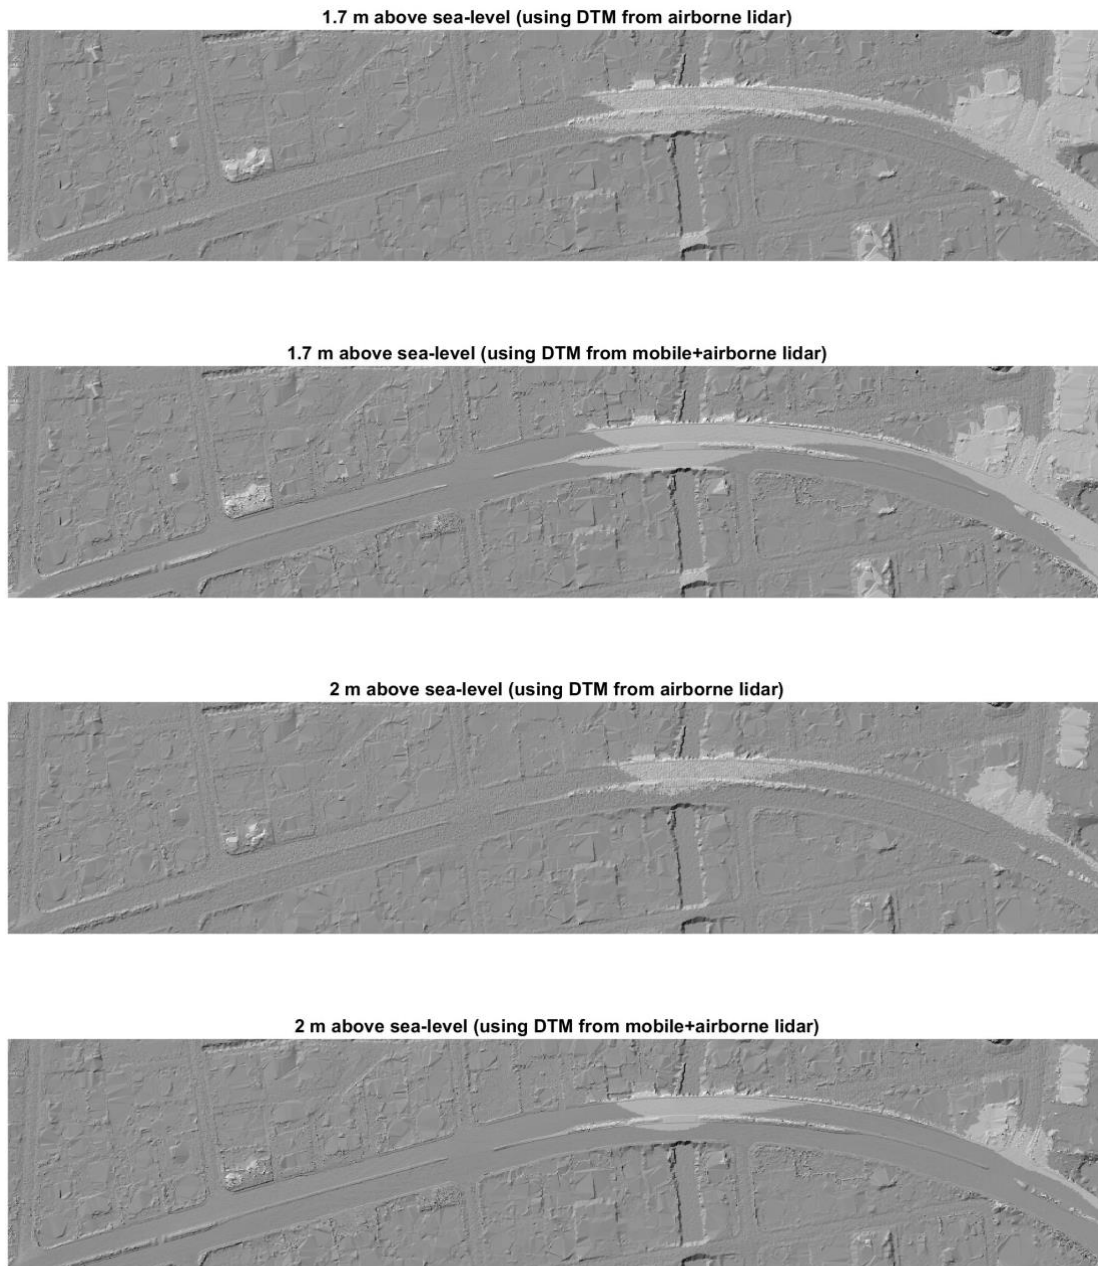 1.7 m above sea-level (using DTM from airborne lidar)
1.7 m above sea-level (using DTM from mobile+airborne lidar)
2 m above sea-level (using DTM from airborne lidar)
2 m above sea-level (using DTM from mobile+airborne lidar)